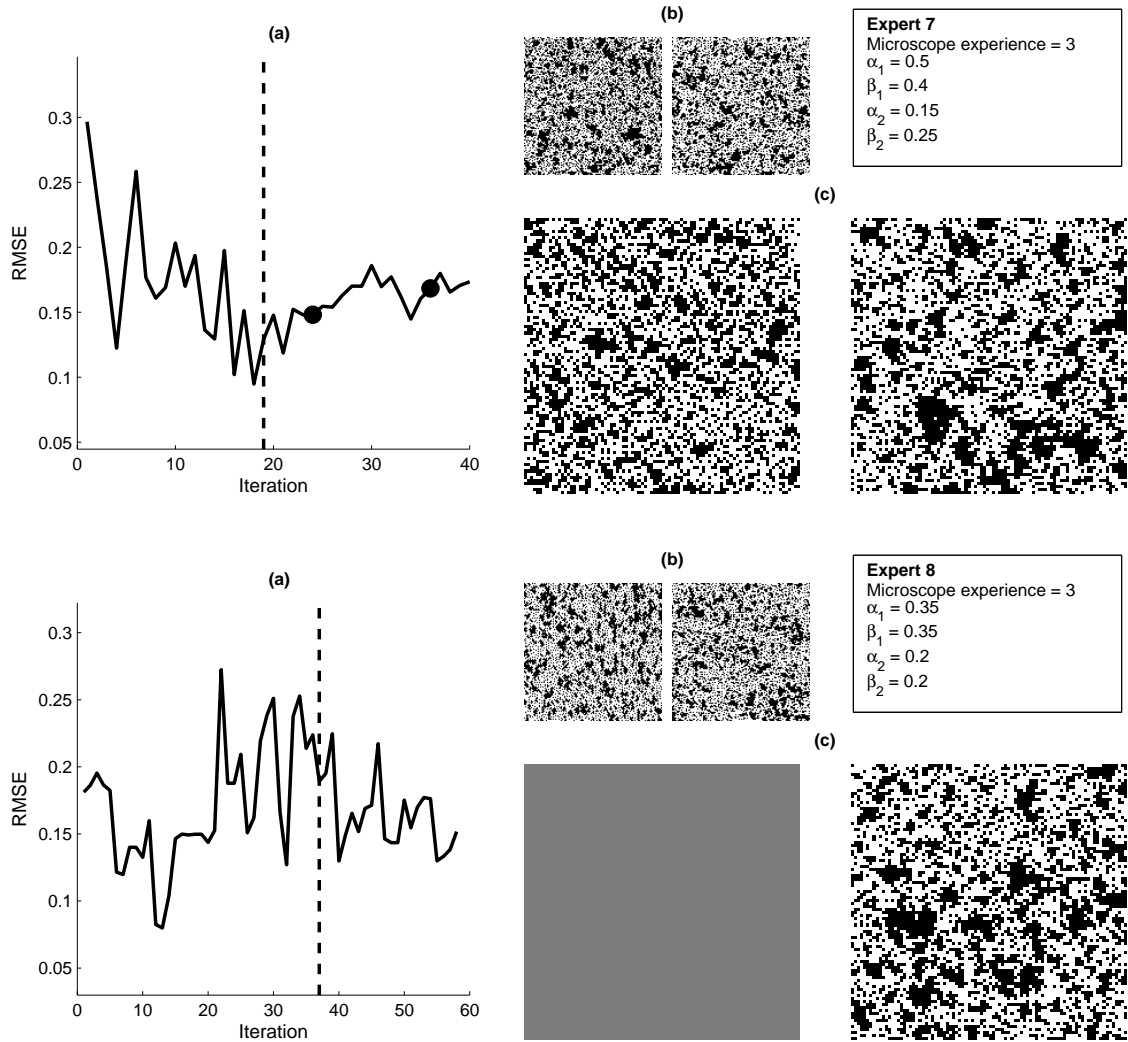 (a)
RMSE
0.3
0.25
0.2
0.15
0.1
0.05
0 10 20 30 40
Iteration
(b)
Expert 7
Microscope experience = 3
α1 = 0.5
β1 = 0.4
α2 = 0.15
β2 = 0.25
(c)
(a)
RMSE
0.3
0.25
0.2
0.15
0.1
0.05
0 10 20 30 40 50 60
Iteration
(b)
Expert 8
Microscope experience = 3
α1 = 0.35
β1 = 0.35
α2 = 0.2
β2 = 0.2
(c)